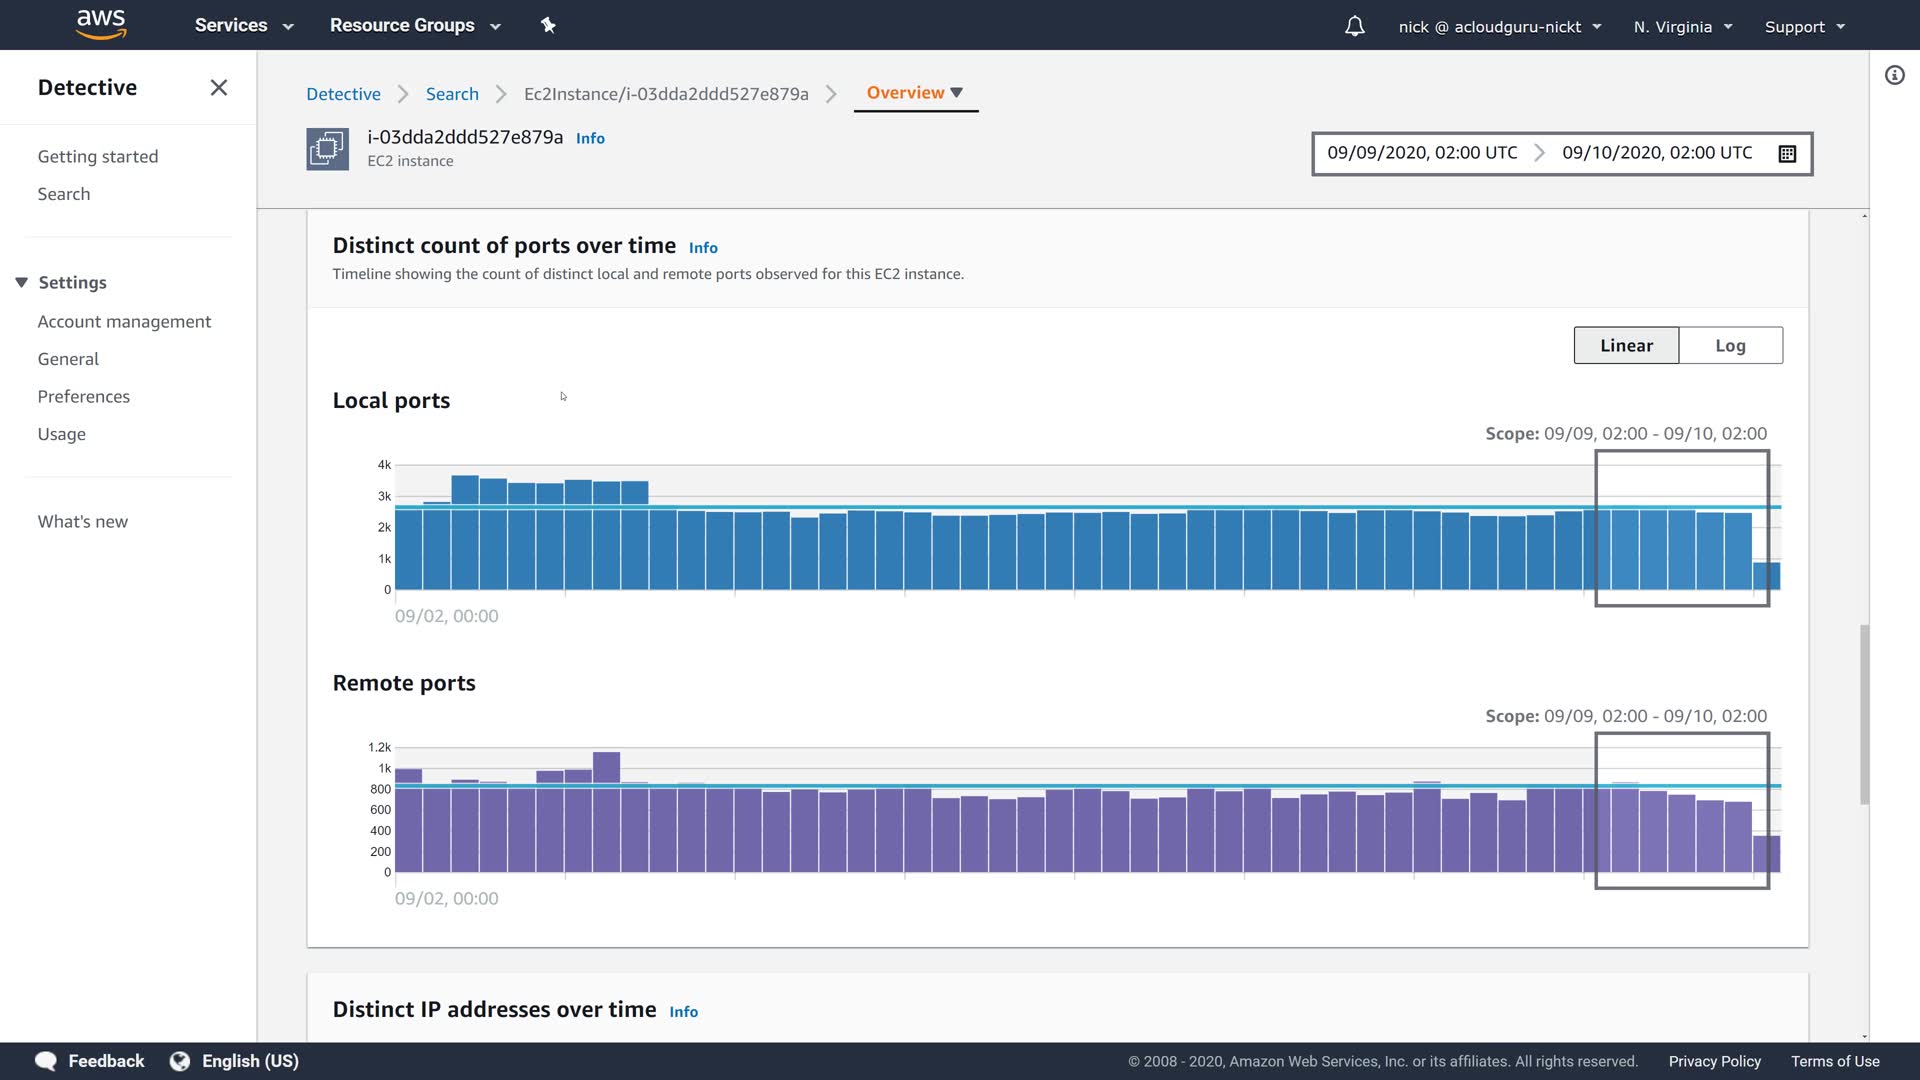 aws Services Resource Groups nick @ acloudguru-nickt N. Virginia Support
Detective
Getting started
Search
Settings
Account management
General
Preferences
Usage
What's new
Detective Search Ec2Instance/i-03dda2ddd527e879a Overview
i-03dda2ddd527e879a Info
EC2 instance
09/09/2020, 02:00 UTC 09/10/2020, 02:00 UTC
Distinct count of ports over time Info
Timeline showing the count of distinct local and remote ports observed for this EC2 instance.
Linear Log
Local ports
Scope: 09/09, 02:00 - 09/10, 02:00
4k
3k
2k
1k
0
09/02, 00:00
Remote ports
Scope: 09/09, 02:00 - 09/10, 02:00
1.2k
1k
800
600
400
200
0
09/02, 00:00
Distinct IP addresses over time Info
Feedback English (US) © 2008 - 2020, Amazon Web Services, Inc. or its affiliates. All rights reserved. Privacy Policy Terms of Use